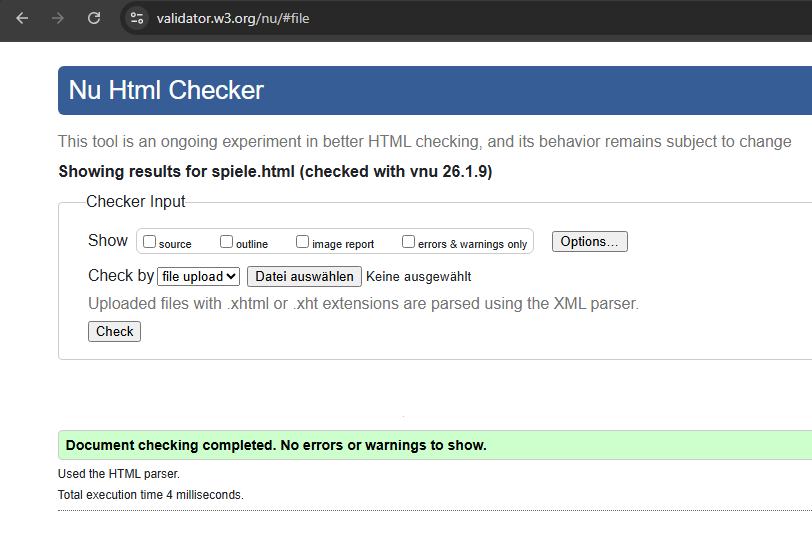 validator.w3.org/nu/#file
Nu Html Checker
This tool is an ongoing experiment in better HTML checking, and its behavior remains subject to change
Showing results for spiele.html (checked with vnu 26.1.9)
Checker Input
Show source outline image report errors & warnings only Options...
Check by file upload Datei auswählen Keine ausgewählt
Uploaded files with .xhtml or .xht extensions are parsed using the XML parser.
Check
Document checking completed. No errors or warnings to show.
Used the HTML parser.
Total execution time 4 milliseconds.